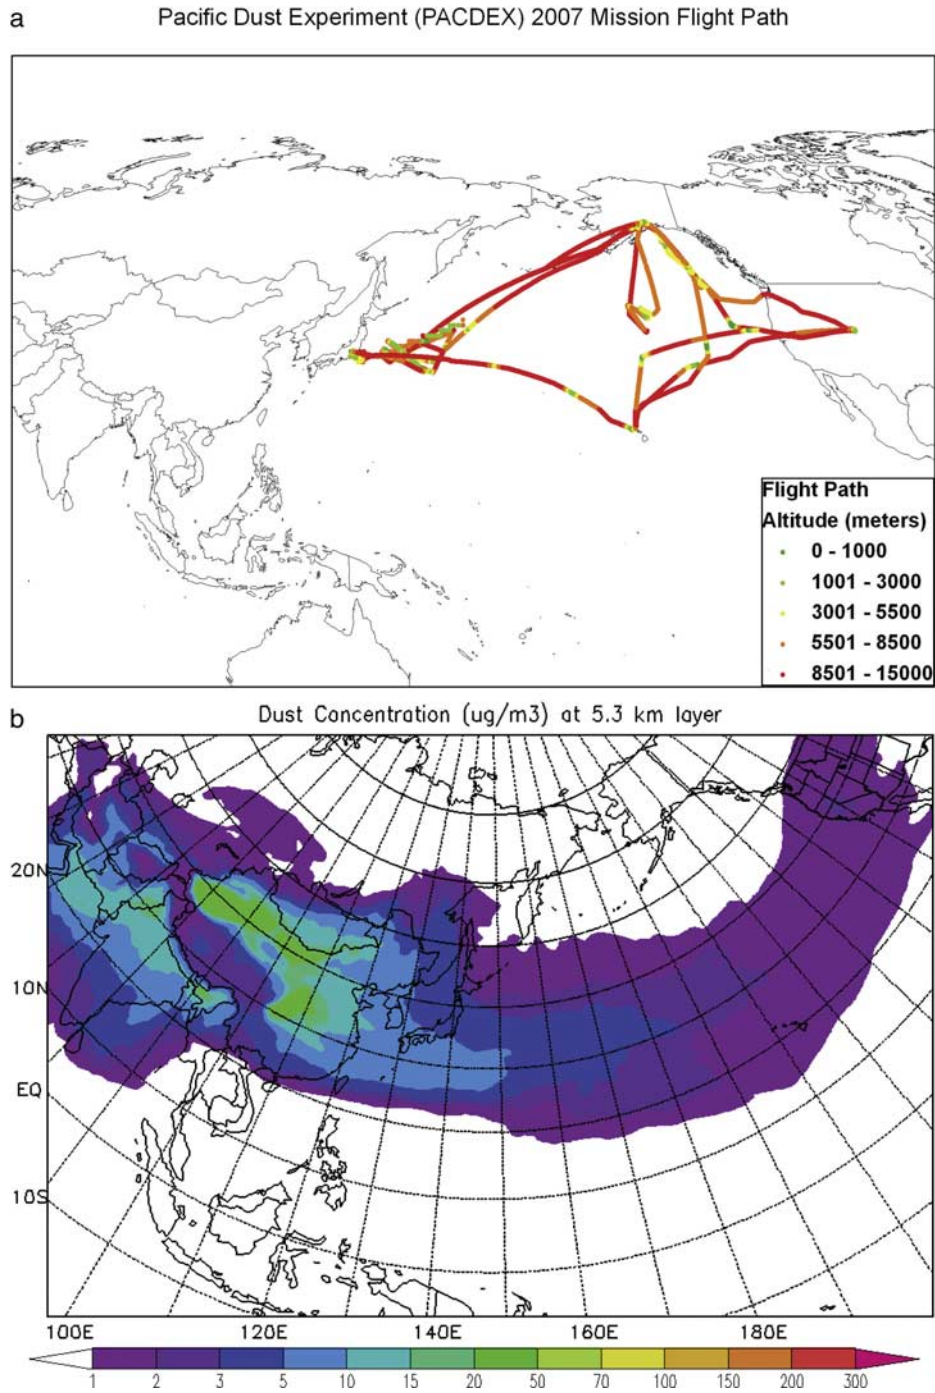 a
Pacific Dust Experiment (PACDEX) 2007 Mission Flight Path
Flight Path
Altitude (meters)
0 - 1000
1001 - 3000
3001 - 5500
5501 - 8500
8501 - 15000
b
Dust Concentration (ug/m3) at 5.3 km layer
20N
10N
EQ
10S
100E 120E 140E 160E 180E
1 2 3 5 10 15 20 50 70 100 150 200 300